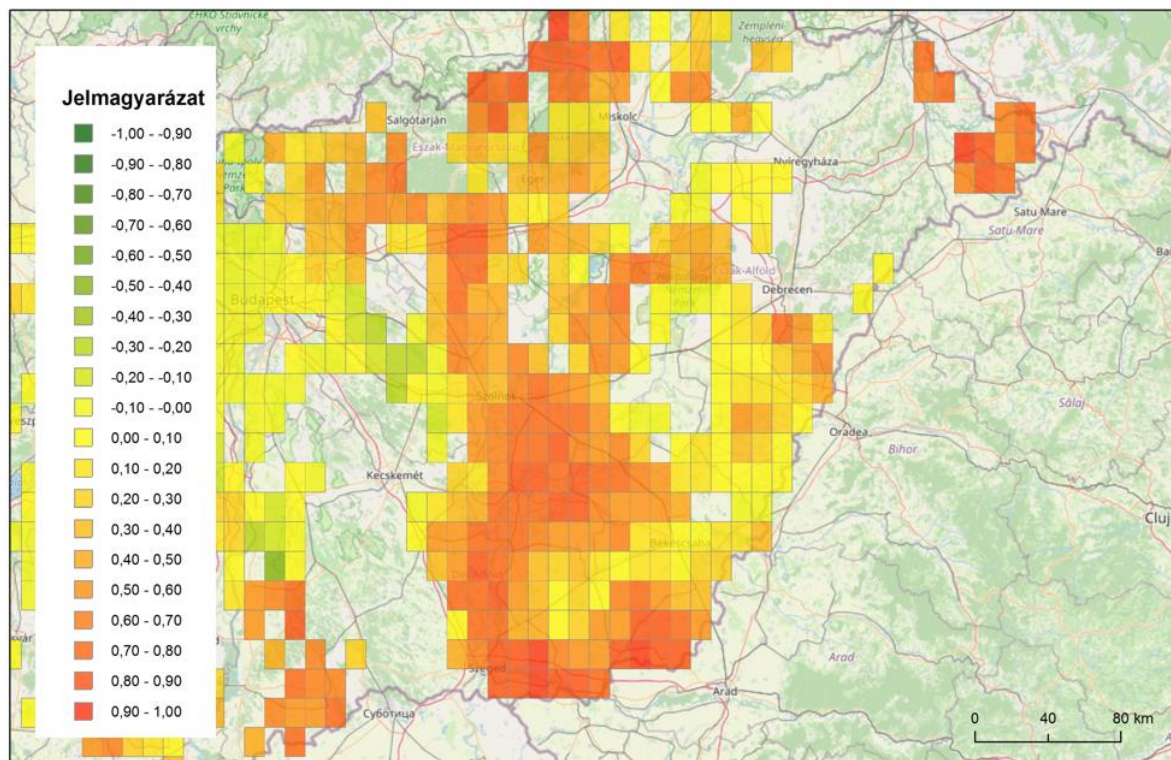 EHKO Štiavnické
vrchy
Zempléni-
hegység
Jelmagyarázat
-1,00 - -0,90
-0,90 - -0,80
-0,80 - -0,70
-0,70 - -0,60
-0,60 - -0,50
-0,50 - -0,40
-0,40 - -0,30
-0,30 - -0,20
-0,20 - -0,10
-0,10 - -0,00
0,00 - 0,10
0,10 - 0,20
0,20 - 0,30
0,30 - 0,40
0,40 - 0,50
0,50 - 0,60
0,60 - 0,70
0,70 - 0,80
0,80 - 0,90
0,90 - 1,00
Salgótarján
Miskolc
Nyíregyháza
Eger
Satu Mare
Satu Mare
Budapest
Debrecen
Szolnok
Oradea
Sălaj
Bihor
Kecskemét
Cluj
Békéscsaba
Arad
Szeged
Arad
Суботица
0 40 80 km